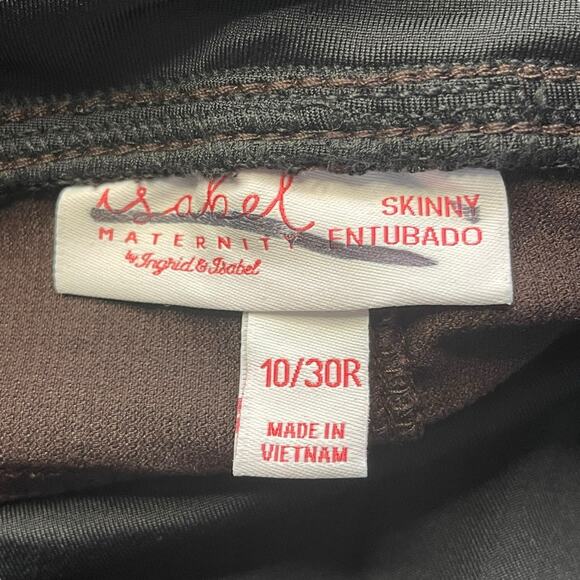 isabel
MATERNITY
by Ingrid & Isabel
SKINNY
ENTUBADO
10/30R
MADE IN
VIETNAM